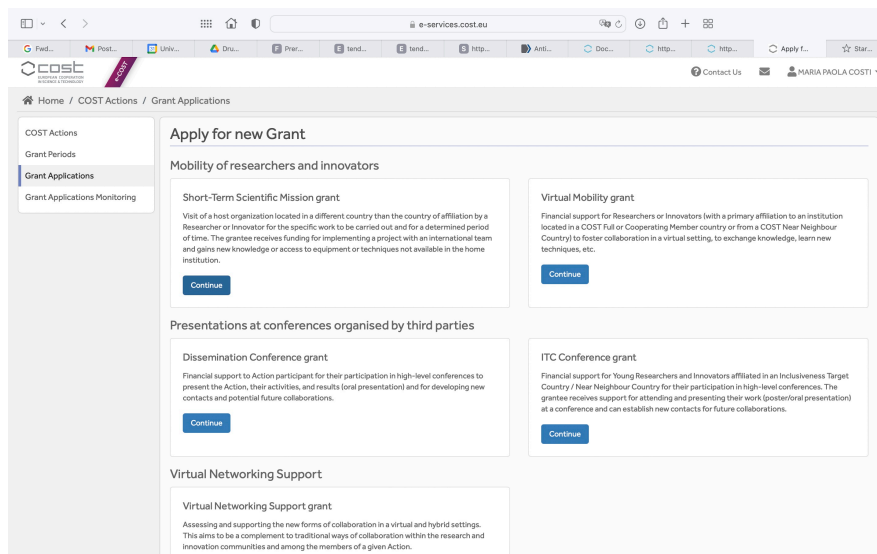 e-services.cost.eu
G Fwd...
Post...
Univ...
Dru...
F Prer...
E tend...
E tend...
S http...
Anti...
Doc...
http...
http...
Apply f...
Star...
cost
EUROPEAN COOPERATION
IN SCIENCE & TECHNOLOGY
e-COST
Contact Us
MARIA PAOLA COSTI
Home / COST Actions / Grant Applications
COST Actions
Grant Periods
Grant Applications
Grant Applications Monitoring
Apply for new Grant
Mobility of researchers and innovators
Short-Term Scientific Mission grant
Visit of a host organization located in a different country than the country of affiliation by a
Researcher or Innovator for the specific work to be carried out and for a determined period
of time. The grantee receives funding for implementing a project with an international team
and gains new knowledge or access to equipment or techniques not available in the home
institution.
Continue
Virtual Mobility grant
Financial support for Researchers or Innovators (with a primary affiliation to an institution
located in a COST Full or Cooperating Member country or from a COST Near Neighbour
Country) to foster collaboration in a virtual setting, to exchange knowledge, learn new
techniques, etc.
Continue
Presentations at conferences organised by third parties
Dissemination Conference grant
Financial support to Action participant for their participation in high-level conferences to
present the Action, their activities, and results (oral presentation) and for developing new
contacts and potential future collaborations.
Continue
ITC Conference grant
Financial support for Young Researchers and Innovators affiliated in an Inclusiveness Target
Country / Near Neighbour Country for their participation in high-level conferences. The
grantee receives support for attending and presenting their work (poster/oral presentation)
at a conference and can establish new contacts for future collaborations.
Continue
Virtual Networking Support
Virtual Networking Support grant
Assessing and supporting the new forms of collaboration in a virtual and hybrid settings.
This aims to be a complement to traditional ways of collaboration within the research and
innovation communities and among the members of a given Action.